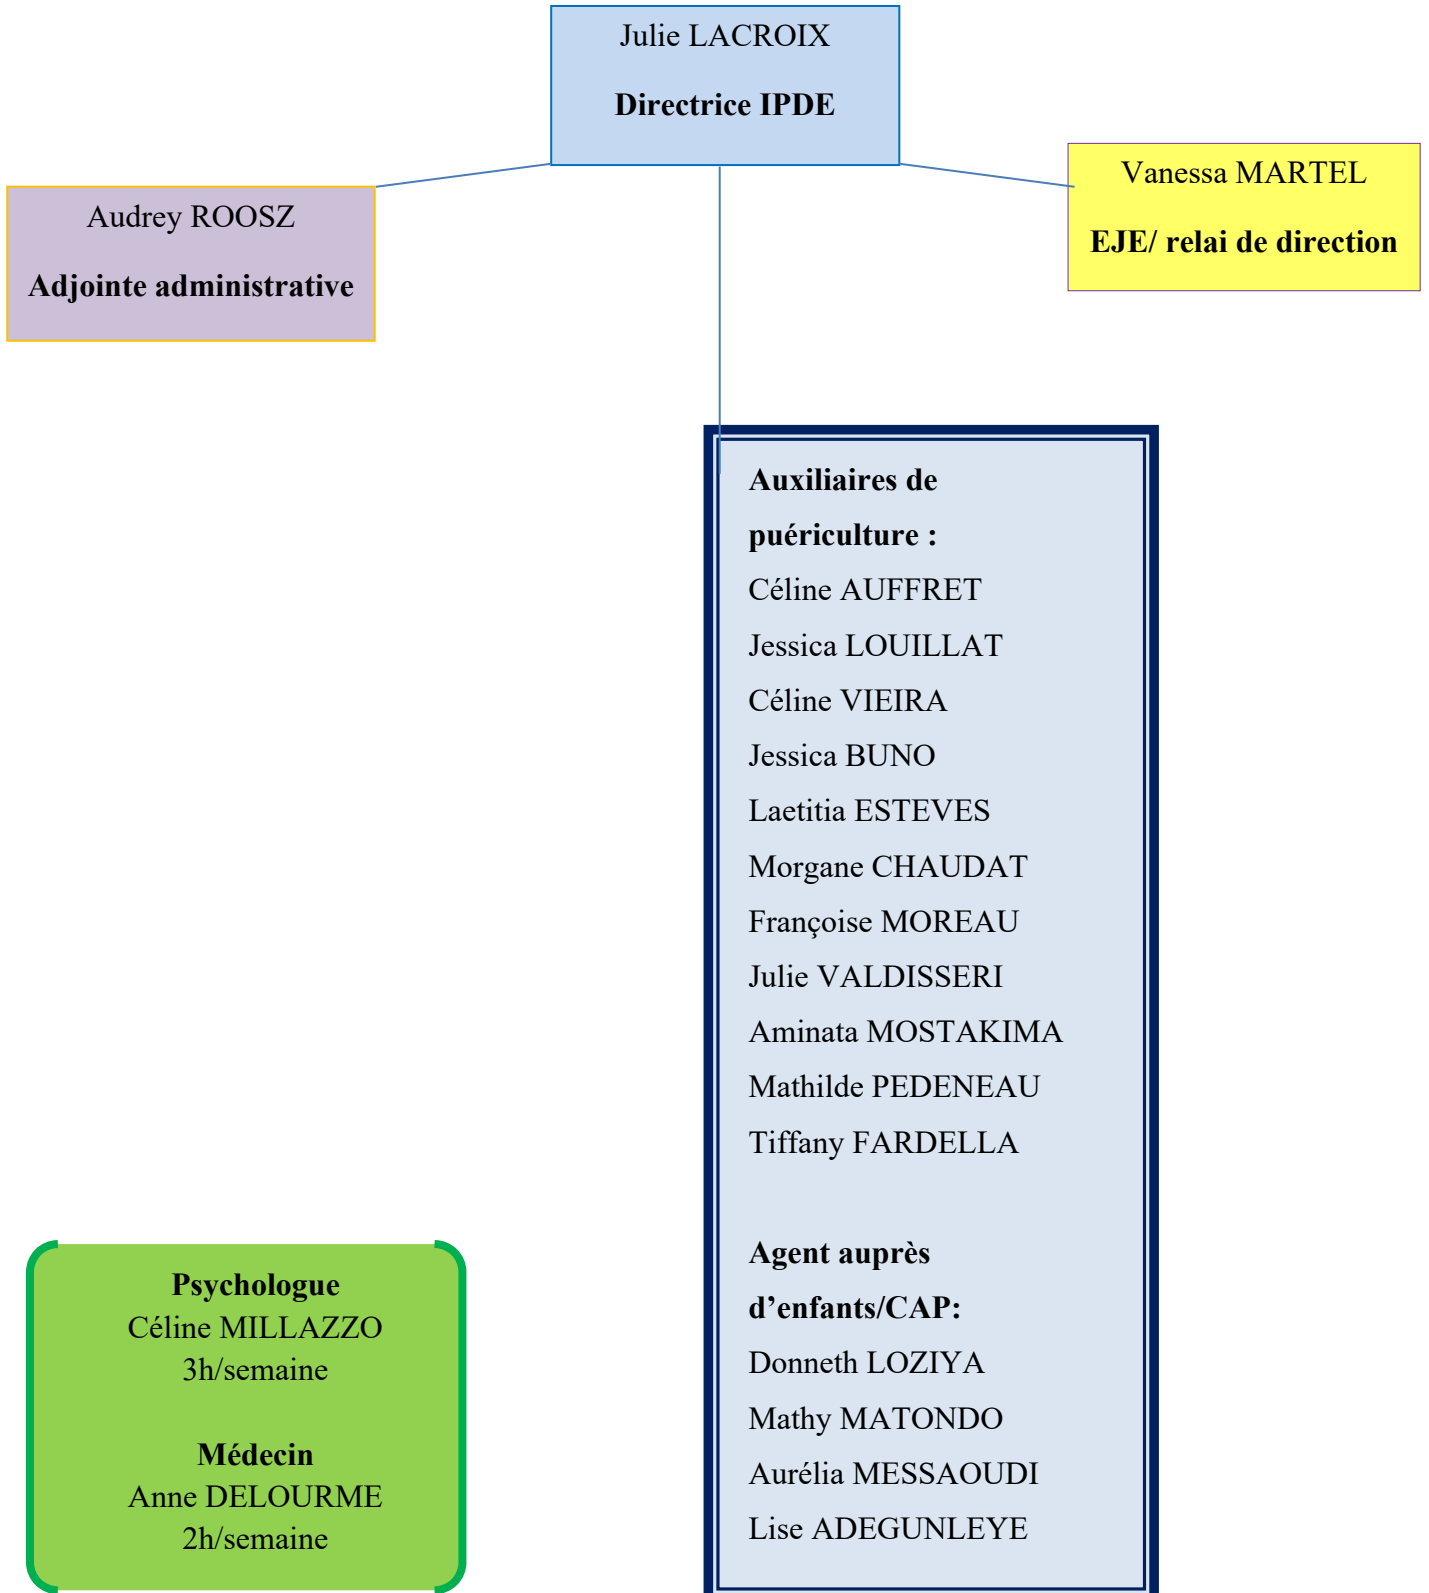 Julie LACROIX
Directrice IPDE
Vanessa MARTEL
EJE/ relai de direction
Audrey ROOSZ
Adjointe administrative
Auxiliaires de
puériculture :
Céline AUFFRET
Jessica LOUILLAT
Céline VIEIRA
Jessica BUNO
Laetitia ESTEVES
Morgane CHAUDAT
Françoise MOREAU
Julie VALDISSERI
Aminata MOSTAKIMA
Mathilde PEDENEAU
Tiffany FARDELLA
Agent auprès
d’enfants/CAP:
Donneth LOZIYA
Mathy MATONDO
Aurélia MESSAOUDI
Lise ADEGUNLEYE
Psychologue
Céline MILLAZZO
3h/semaine
Médecin
Anne DELOURME
2h/semaine